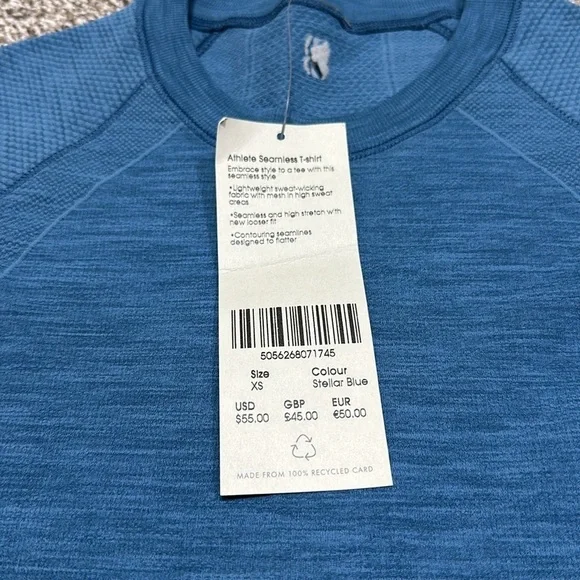 Athlete Seamless T-shirt
Embrace style to a tee with this
seamless style
•Lightweight sweat-wicking
fabric with mesh in high sweat
areas
•Seamless and high stretch with
new looser fit
•Contouring seamlines
designed to flatter
5056268071745
Size Colour
XS Stellar Blue
USD GBP EUR
$55.00 £45.00 €50.00
MADE FROM 100% RECYCLED CARD